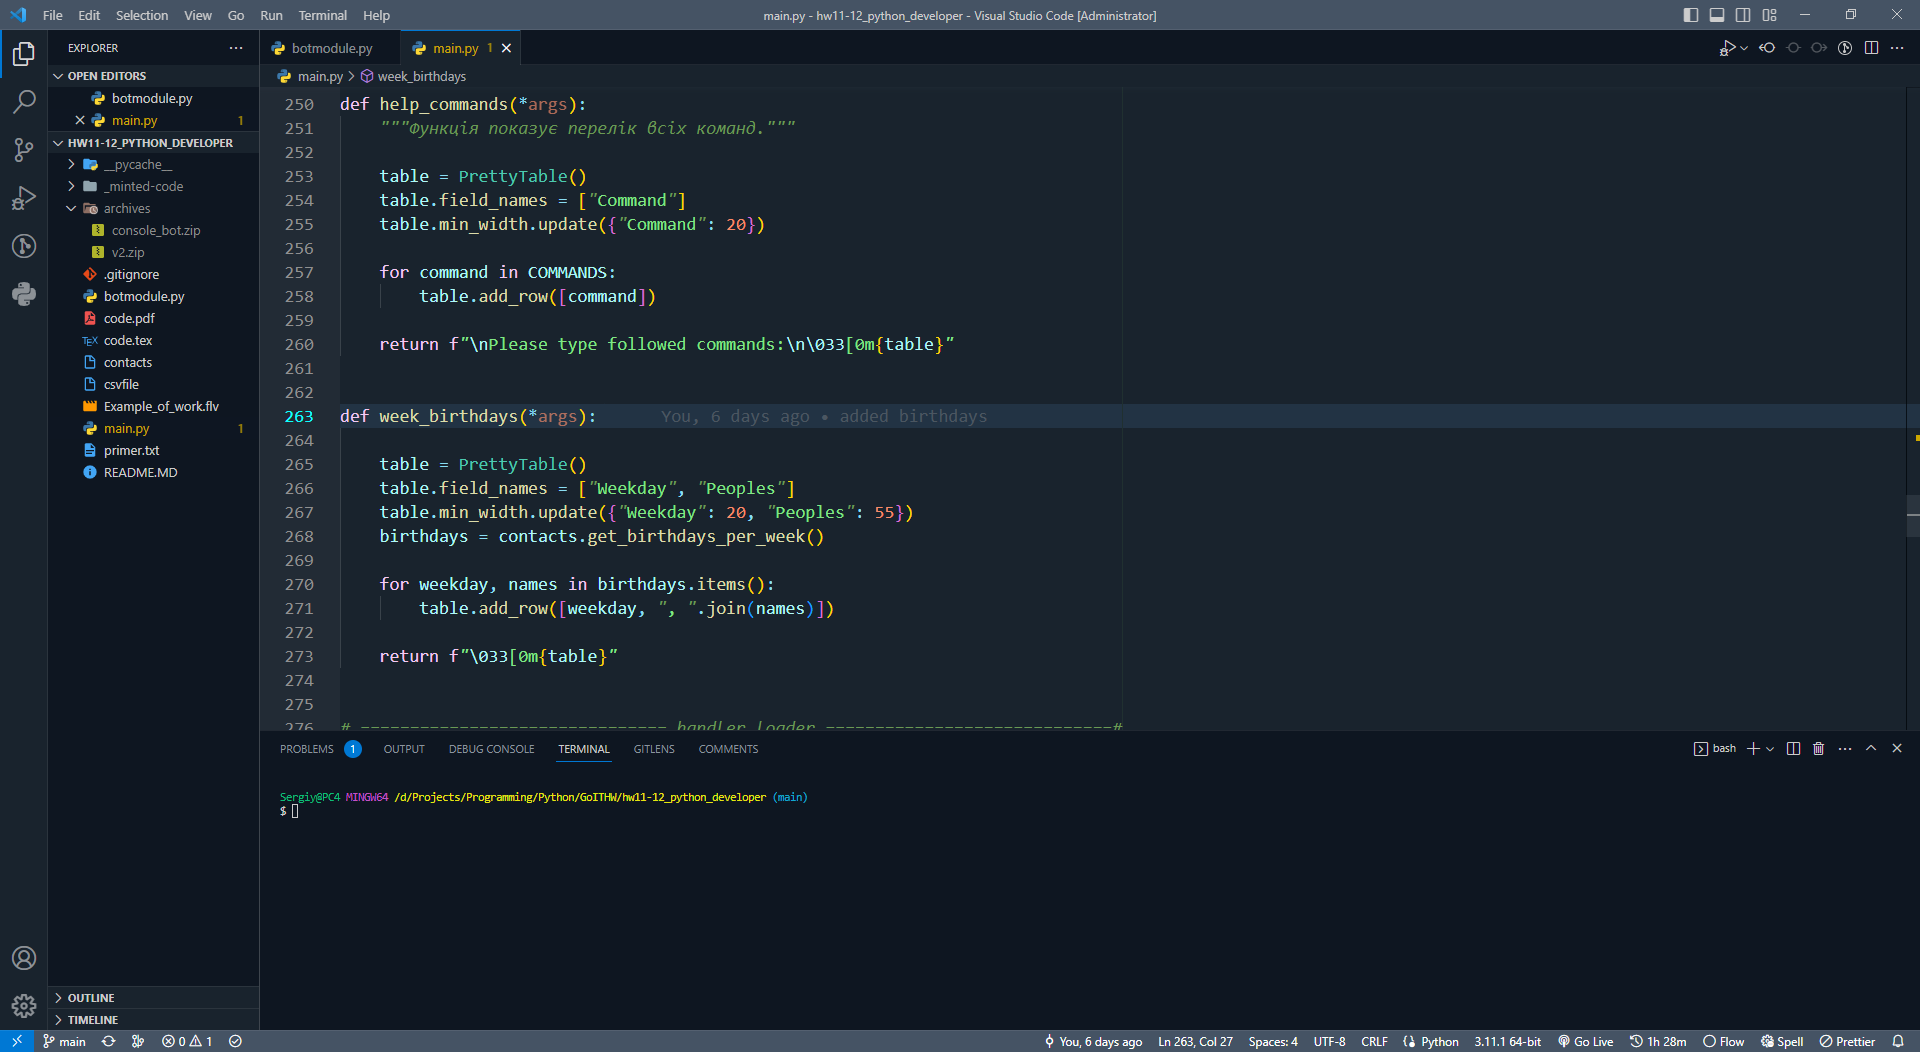 File Edit Selection View Go Run Terminal Help
main.py - hw11-12_python_developer - Visual Studio Code [Administrator]
EXPLORER
OPEN EDITORS
botmodule.py
main.py 1
HW11-12_PYTHON_DEVELOPER
__pycache__
_minted-code
archives
console_bot.zip
v2.zip
.gitignore
botmodule.py
code.pdf
TEX code.tex
contacts
csvfile
Example_of_work.flv
main.py 1
primer.txt
README.MD
OUTLINE
TIMELINE
botmodule.py
main.py 1
main.py > week_birthdays
250 def help_commands(*args):
251 """Функція показує перелік всіх команд."""
252
253 table = PrettyTable()
254 table.field_names = ["Command"]
255 table.min_width.update({"Command": 20})
256
257 for command in COMMANDS:
258 table.add_row([command])
259
260 return f"\nPlease type followed commands:\n\033[0m{table}"
261
262
263 def week_birthdays(*args): You, 6 days ago • added birthdays
264
265 table = PrettyTable()
266 table.field_names = ["Weekday", "Peoples"]
267 table.min_width.update({"Weekday": 20, "Peoples": 55})
268 birthdays = contacts.get_birthdays_per_week()
269
270 for weekday, names in birthdays.items():
271 table.add_row([weekday, ", ".join(names)])
272
273 return f"\033[0m{table}"
274
275
276 # ------------------------------- handler loader -----------------------------#
PROBLEMS 1 OUTPUT DEBUG CONSOLE TERMINAL GITLENS COMMENTS
bash
Sergiy@PC4 MINGW64 /d/Projects/Programming/Python/GoITHW/hw11-12_python_developer (main)
$
main 0 1 You, 6 days ago Ln 263, Col 27 Spaces: 4 UTF-8 CRLF Python 3.11.1 64-bit Go Live 1h 28m Flow Spell Prettier